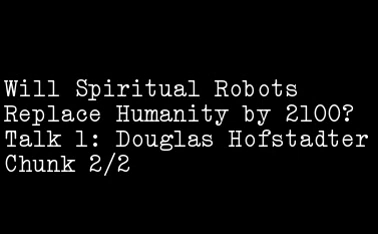 Will Spiritual Robots
Replace Humanity by 2100?
Talk 1: Douglas Hofstadter
Chunk 2/2